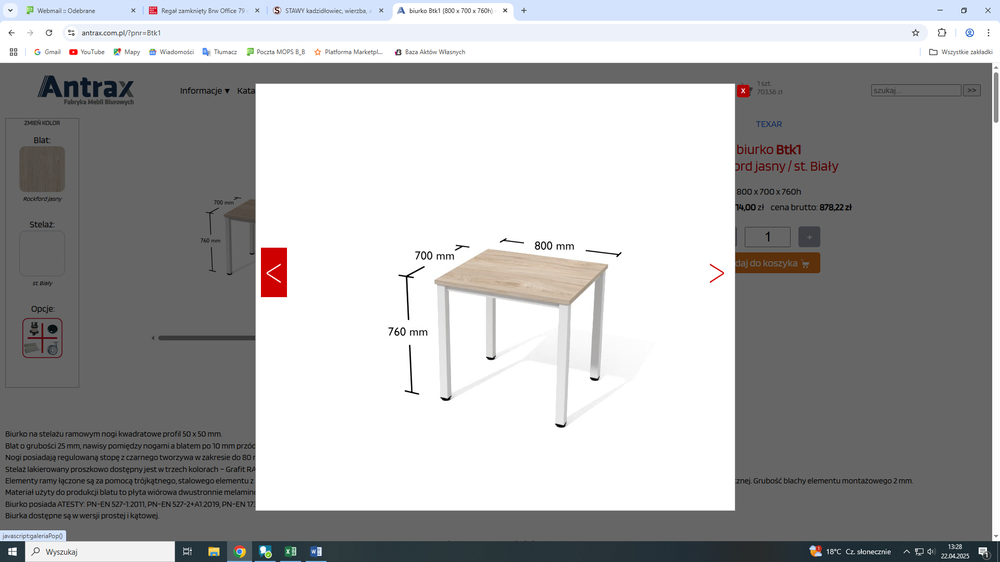 Webmail :: Odebrane
Regał zamknięty Brw Office 79
STAWY kadzidłowiec, wierzba,
biurko Btk1 (800 x 700 x 760h)
antrax.com.pl/?pnr=Btk1
Gmail
YouTube
Mapy
Wiadomości
Tłumacz
Poczta MOPS B_B
Platforma Marketpl...
Baza Aktów Własnych
Wszystkie zakładki
Antrax
Fabryka Mebli Biurowych
Informacje ▼
Kata
X
1 szt.
703,56 zł
szukaj...
>>
ZMIEŃ KOLOR
Blat:
Rockford jasny
Stelaż:
st. Biały
Opcje:
700 mm
760 mm
800 mm
700 mm
760 mm
TEXAR
biurko Btk1
ord jasny / st. Biały
800 x 700 x 760h
14,00 zł cena brutto: 878,22 zł
1
+
daj do koszyka
Biurko na stelażu ramowym nogi kwadratowe profil 50 x 50 mm.
Blat o grubości 25 mm, nawisy pomiędzy nogami a blatem po 10 mm przód
Nogi posiadają regulowaną stopę z czarnego tworzywa w zakresie do 80
Stelaż lakierowany proszkowo dostępny jest w trzech kolorach – Grafit RA
Elementy ramy łączone są za pomocą trójkątnego, stalowego elementu z
cznej. Grubość blachy elementu montażowego 2 mm.
Materiał użyty do produkcji blatu to płyta wiórowa dwustronnie melamino
Biurko posiada ATESTY: PN-EN 527-1:2011, PN-EN 527-2+A1:2019, PN-EN 173
Biurka dostępne są w wersji prostej i kątowej.
javascript:galeriaPop()
Wyszukaj
1
18°C Cz. słonecznie
13:28
22.04.2025
1